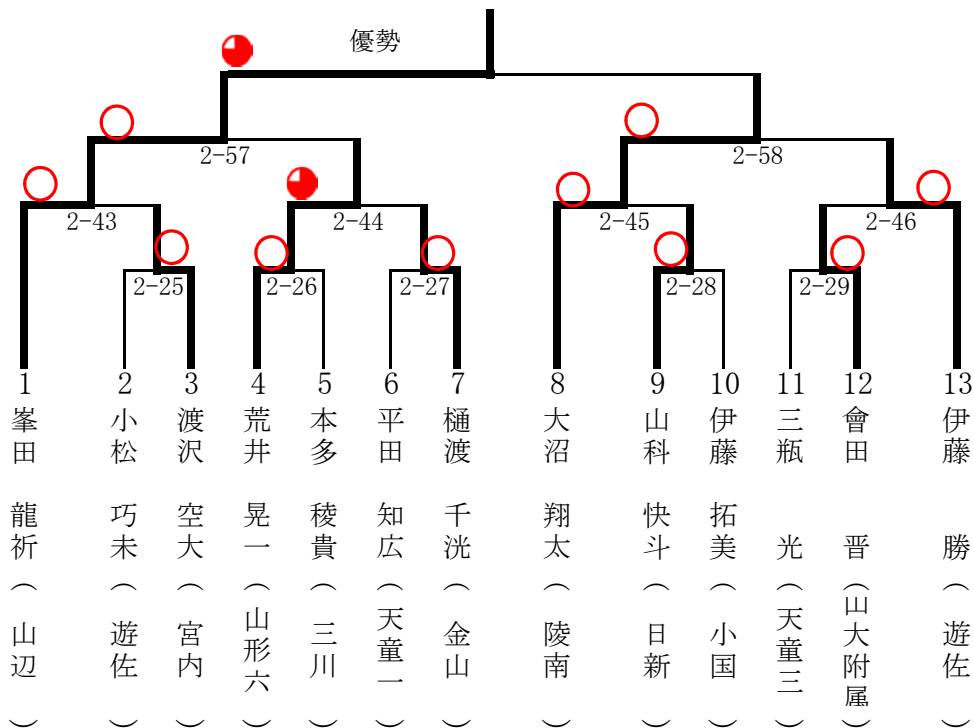 優勢
2-57
2-58
2-43
2-44
2-45
2-46
2-25
2-26
2-27
2-28
2-29
1
2
3
4
5
6
7
8
9
10
11
12
13
峯田 龍祈（山辺）
小松 巧未（遊佐）
渡沢 空大（宮内）
荒井 晃一（山形六）
本多 稜貴（三川）
平田 知広（天童一）
樋渡 千洸（金山）
大沼 翔太（陵南）
山科 快斗（日新）
伊藤 拓美（小国）
三瓶 光（天童三）
會田 晋（山大附属）
伊藤 勝（遊佐）